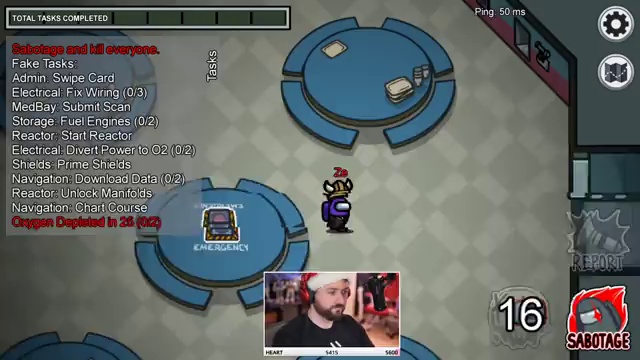 TOTAL TASKS COMPLETED
Ping: 50 ms
Sabotage and kill everyone.
Fake Tasks:
Admin: Swipe Card
Electrical: Fix Wiring (0/3)
MedBay: Submit Scan
Storage: Fuel Engines (0/2)
Reactor: Start Reactor
Electrical: Divert Power to O2 (0/2)
Shields: Prime Shields
Navigation: Download Data (0/2)
Reactor: Unlock Manifolds
Navigation: Chart Course
Oxygen Depleted in 26 (0/2)
Tasks
Ze
EMERGENCY
REPORT
16
SABOTAGE
HEART 5415 5600